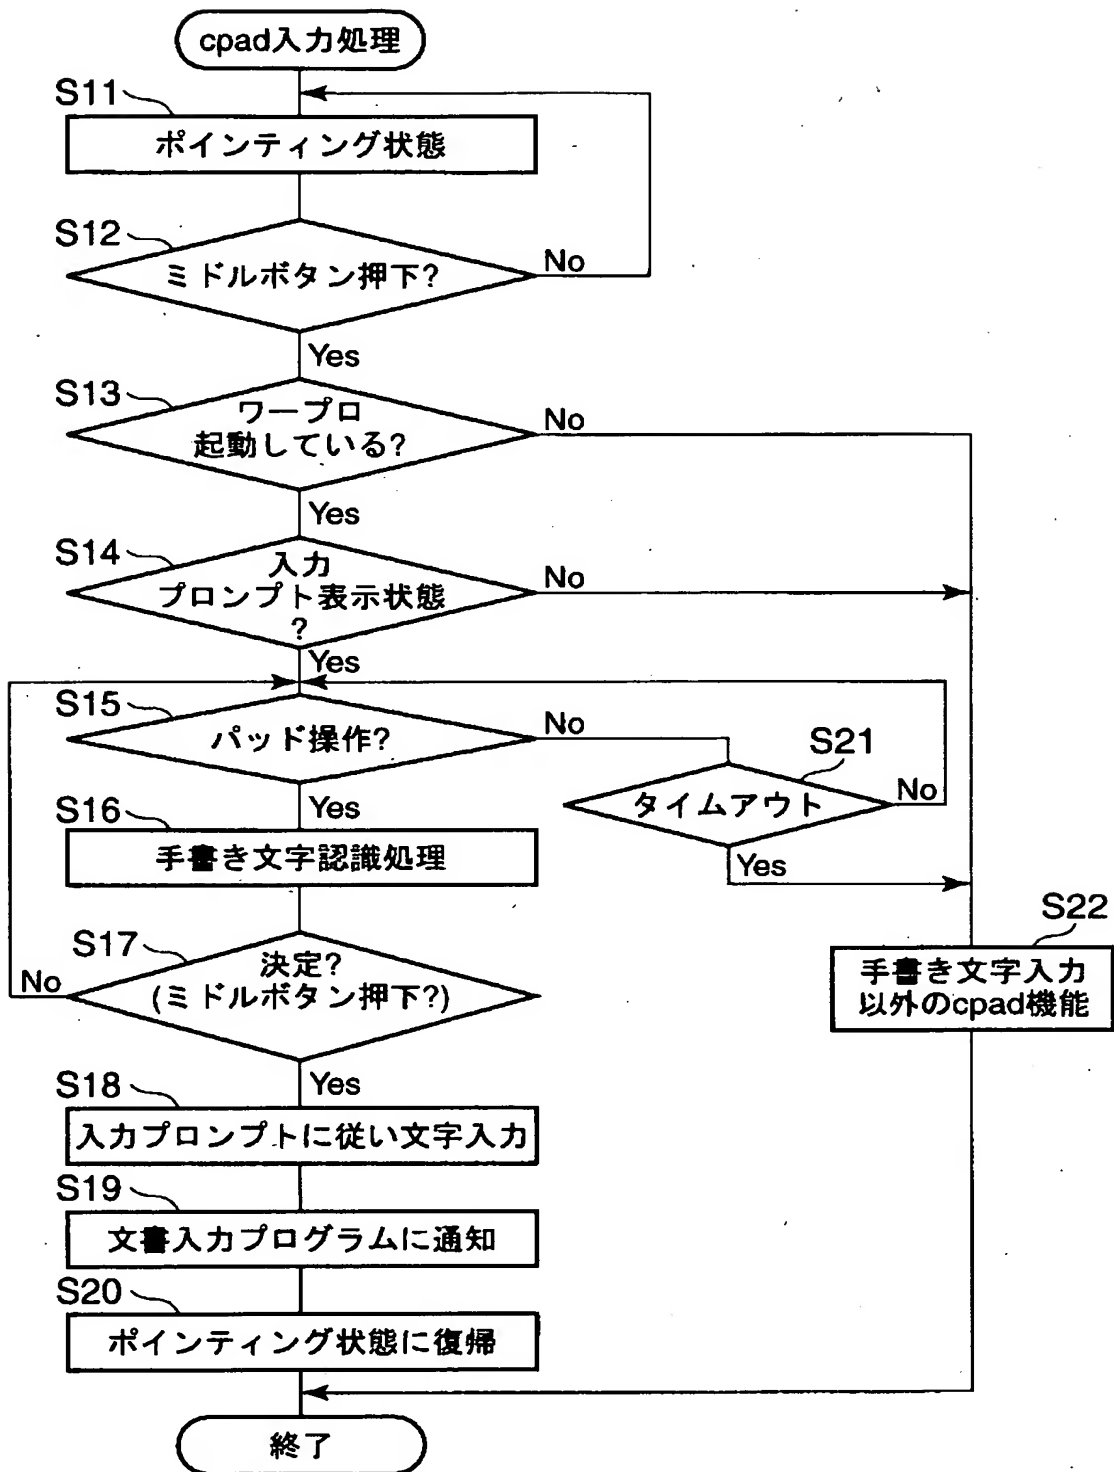 cpad入力処理
S11
ポインティング状態
S12
ミドルボタン押下?
No
Yes
S13
ワープロ
起動している?
No
Yes
S14
入力
プロンプト表示状態
?
No
Yes
S15
パッド操作?
No
S21
タイムアウト
No
Yes
Yes
S16
手書き文字認識処理
S22
手書き文字入力
以外のcpad機能
S17
決定?
(ミドルボタン押下?)
No
Yes
S18
入力プロンプトに従い文字入力
S19
文書入力プログラムに通知
S20
ポインティング状態に復帰
終了